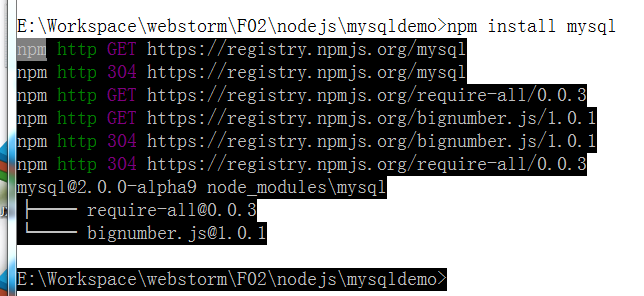 E:\Workspace\webstorm\F02\nodejs\mysqldemo>npm install mysql
npm http GET https://registry.npmjs.org/mysql
npm http 304 https://registry.npmjs.org/mysql
npm http GET https://registry.npmjs.org/require-all/0.0.3
npm http GET https://registry.npmjs.org/bignumber.js/1.0.1
npm http 304 https://registry.npmjs.org/bignumber.js/1.0.1
npm http 304 https://registry.npmjs.org/require-all/0.0.3
mysql@2.0.0-alpha9 node_modules\mysql
├── require-all@0.0.3
└── bignumber.js@1.0.1
E:\Workspace\webstorm\F02\nodejs\mysqldemo>